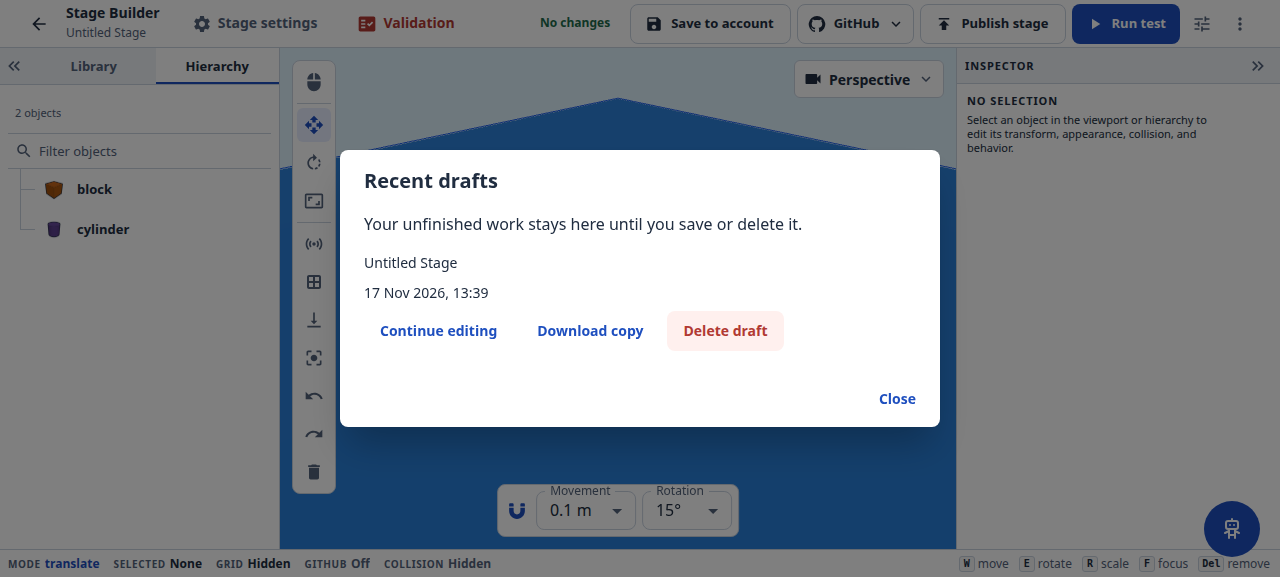 Stage Builder
Untitled Stage
Stage settings
Validation
No changes
Save to account
GitHub
Publish stage
Run test
Library
Hierarchy
2 objects
Filter objects
block
cylinder
Perspective
INSPECTOR
NO SELECTION
Select an object in the viewport or hierarchy to
edit its transform, appearance, collision, and
behavior.
Recent drafts
Your unfinished work stays here until you save or delete it.
Untitled Stage
17 Nov 2026, 13:39
Continue editing
Download copy
Delete draft
Close
Movement
0.1 m
Rotation
15°
MODE translate
SELECTED None
GRID Hidden
GITHUB Off
COLLISION Hidden
W move
E rotate
R scale
F focus
Del remove